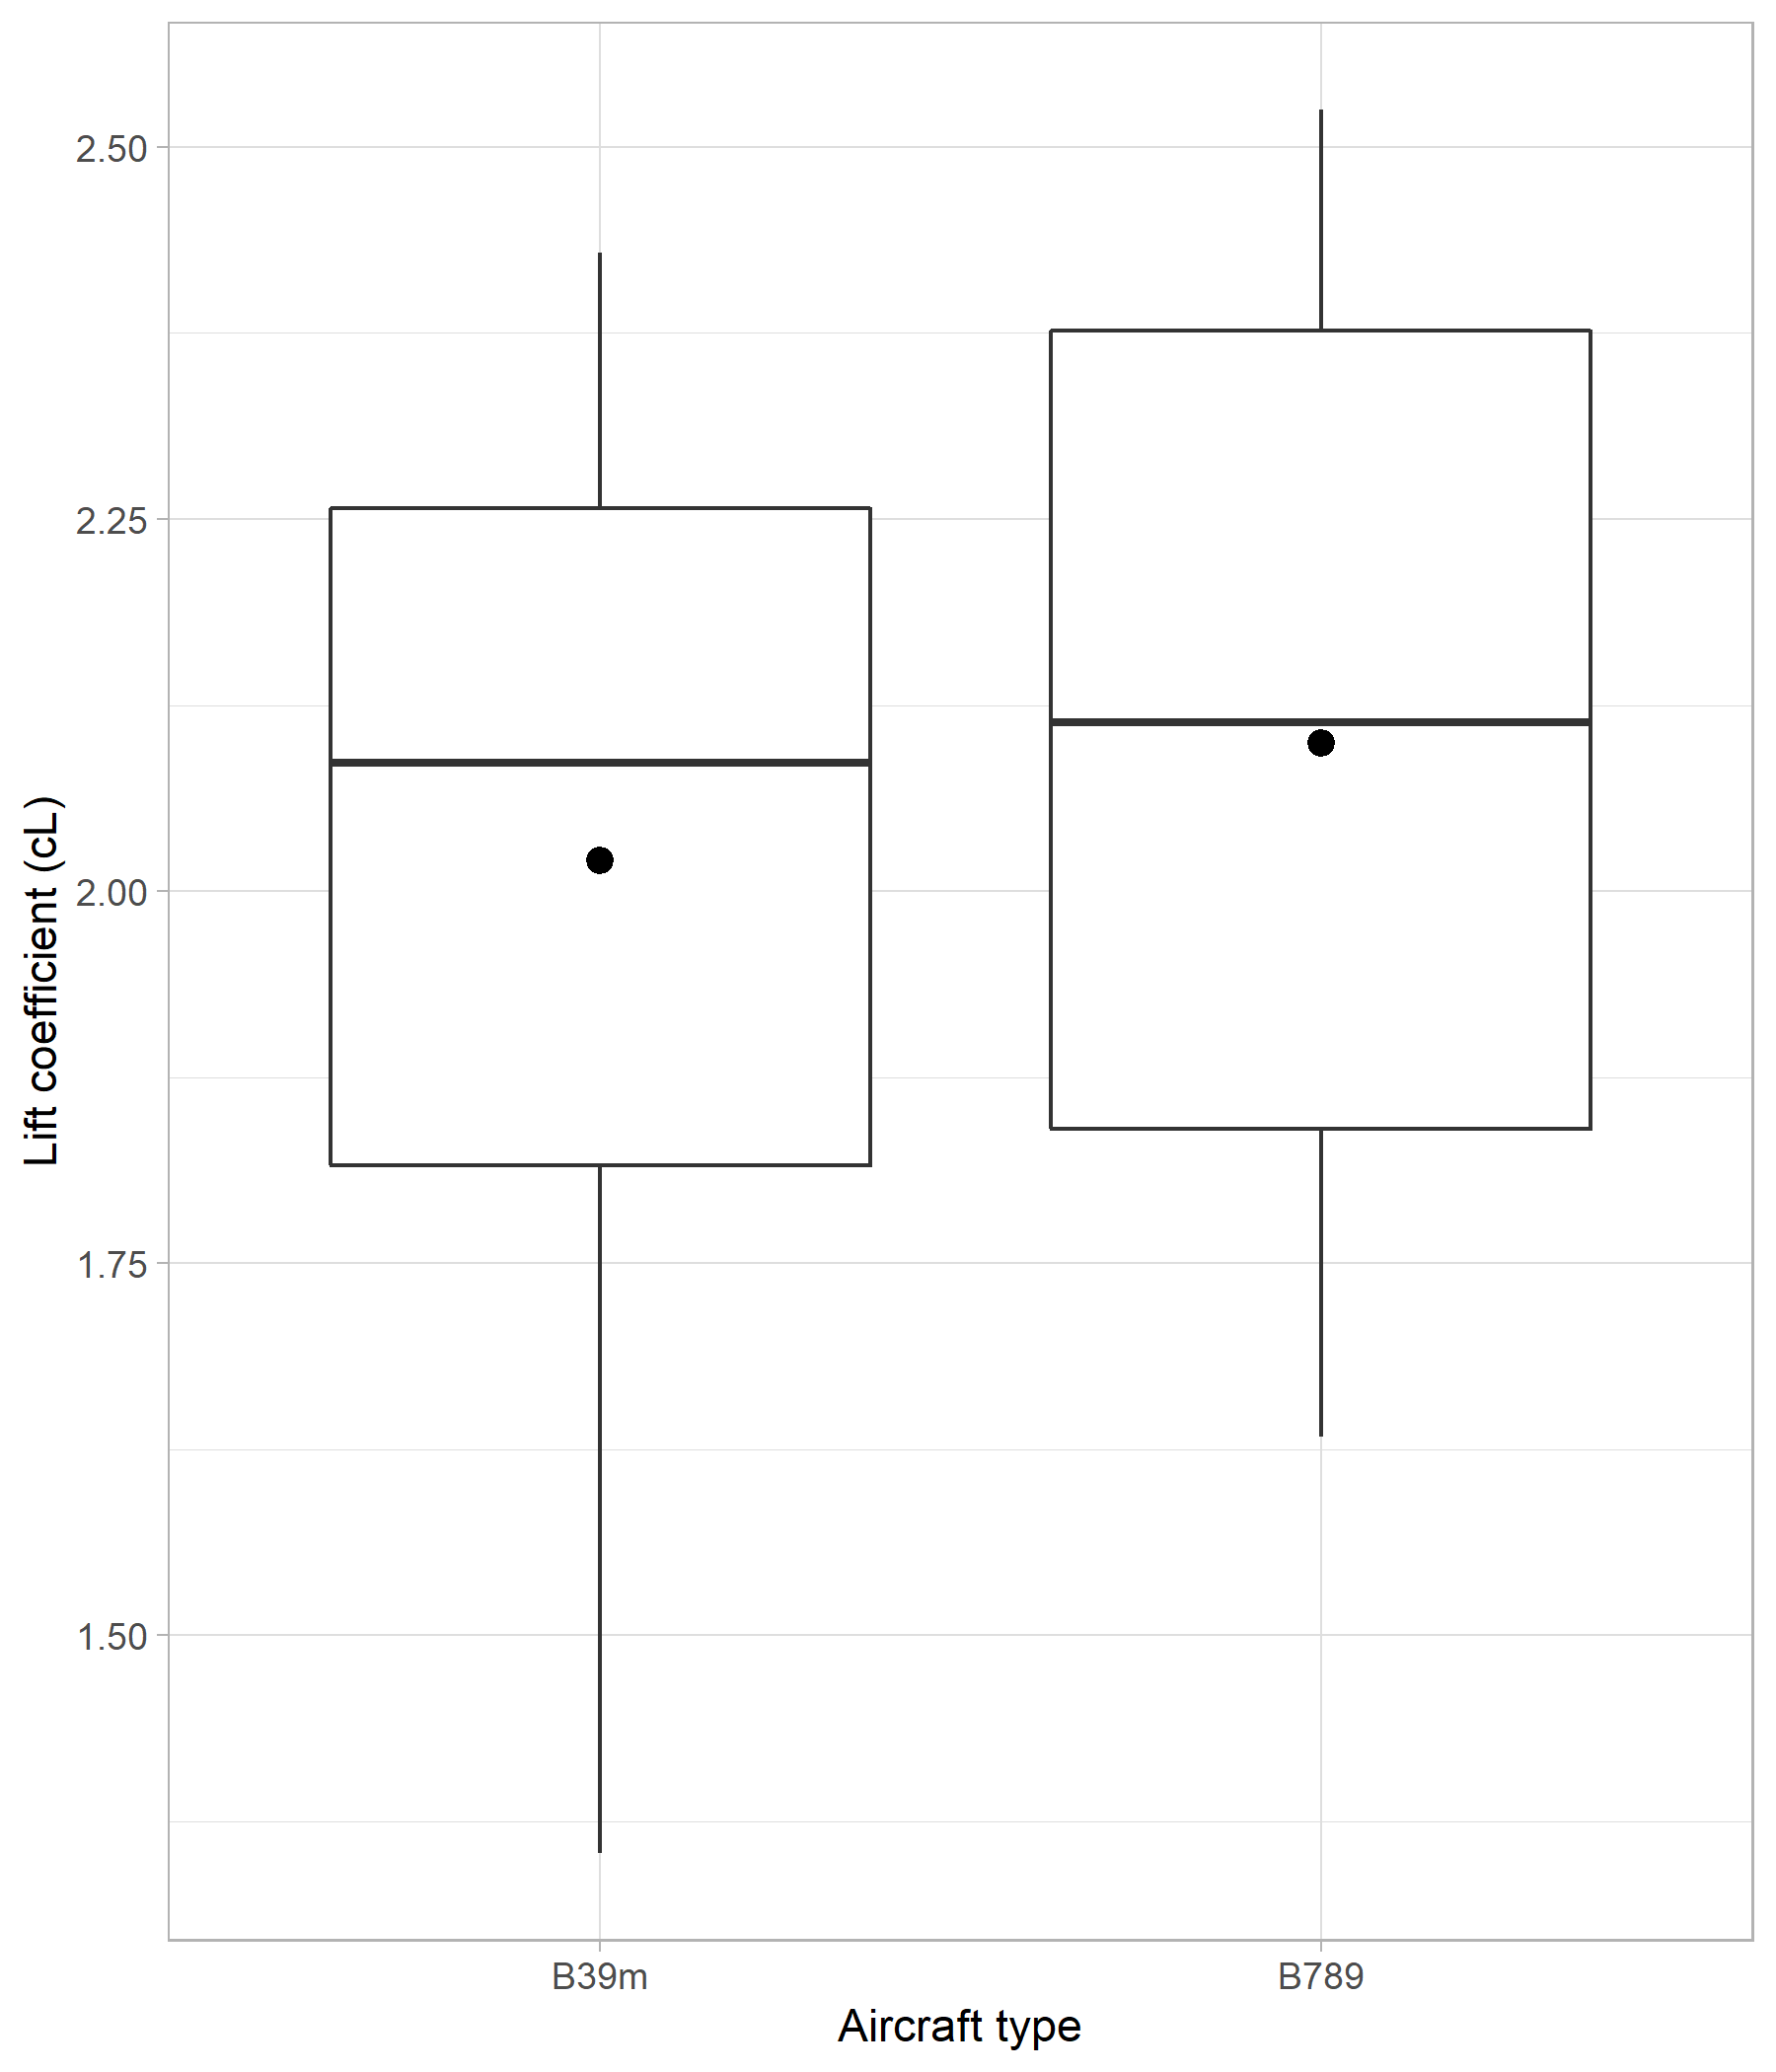 Lift coefficient (cL)
2.50
2.25
2.00
1.75
1.50
B39m B789
Aircraft type